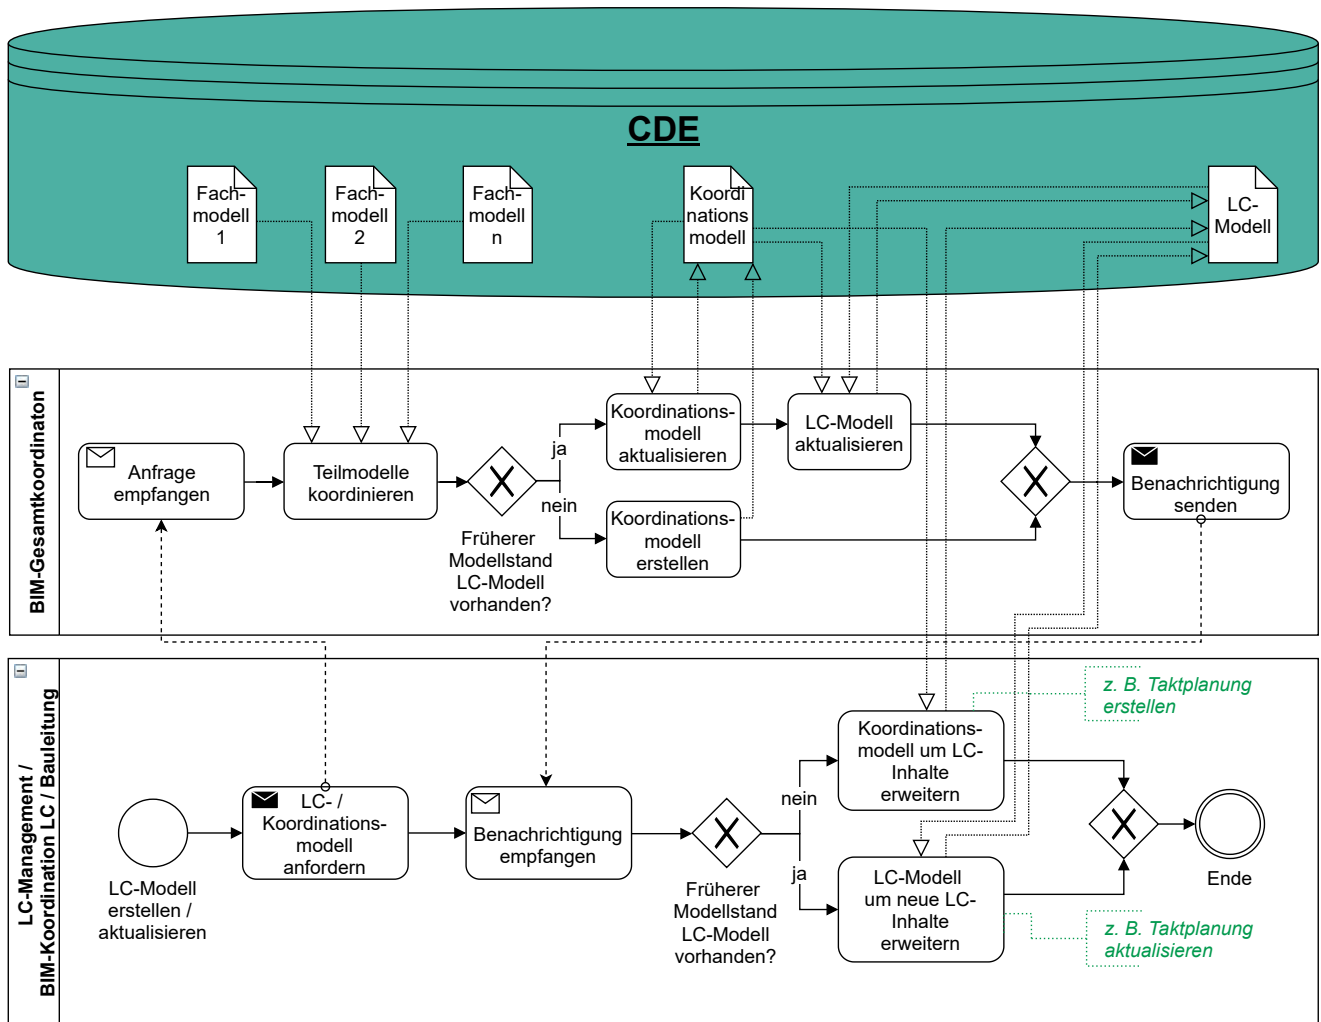 CDE
Fach-
modell
1
Fach-
modell
2
Fach-
modell
n
Koordi
nations
modell
LC-
Modell
BIM-Gesamtkoordinaton
Anfrage
empfangen
Teilmodelle
koordinieren
ja
nein
Früherer
Modellstand
LC-Modell
vorhanden?
Koordinations-
modell
aktualisieren
LC-Modell
aktualisieren
Koordinations-
modell
erstellen
Benachrichtigung
senden
LC-Management /
BIM-Koordination LC / Bauleitung
LC-Modell
erstellen /
aktualisieren
LC- /
Koordinations-
modell
anfordern
Benachrichtigung
empfangen
nein
ja
Früherer
Modellstand
LC-Modell
vorhanden?
Koordinations-
modell um LC-
Inhalte
erweitern
z. B. Taktplanung
erstellen
LC-Modell
um neue LC-
Inhalte
erweitern
z. B. Taktplanung
aktualisieren
Ende